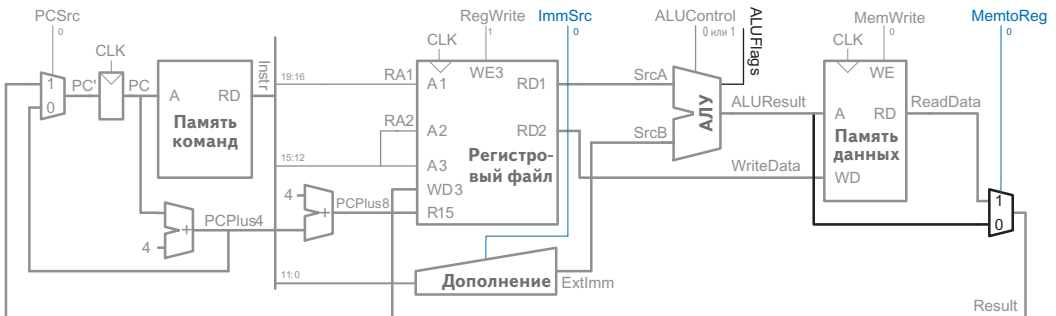 PCSrc
0
RegWrite
1
ImmSrc
0
ALUControl
0 или 1
ALUFlags
MemWrite
0
MemtoReg
0
CLK
CLK
CLK
1
0
PC'
PC
A
RD
Память
команд
Instr
19:16
RA1
RA2
15:12
A1
WE3
RD1
A2
RD2
A3
Регистро-
вый файл
WD3
R15
SrcA
SrcB
АЛУ
ALUResult
WriteData
WE
A
RD
Память
данных
WD
ReadData
1
0
4
+
PCPlus8
4
+
PCPlus4
11:0
Дополнение
ExtImm
Result